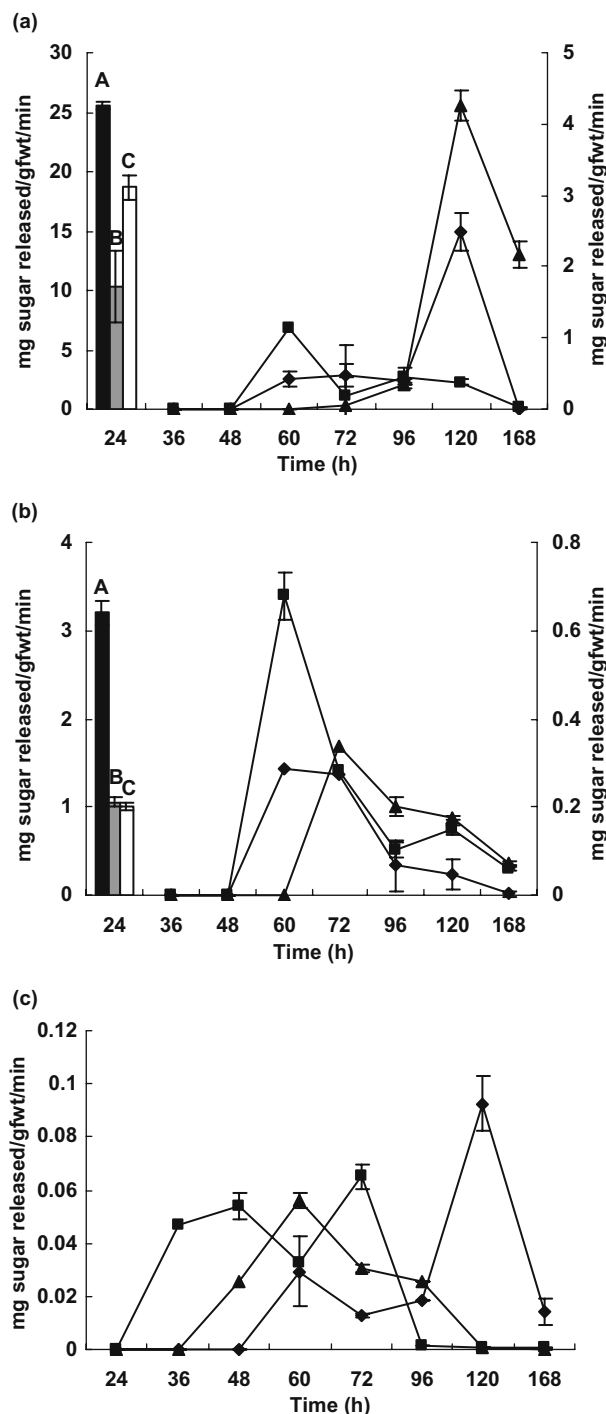 (a)
30
25
20
15
10
5
0
mg sugar released/gfwt/min
A
B
C
5
4
3
2
1
0
mg sugar released/gfwt/min
24 36 48 60 72 96 120 168
Time (h)
(b)
4
3
2
1
0
mg sugar released/gfwt/min
A
B
C
0.8
0.6
0.4
0.2
0
mg sugar released/gfwt/min
24 36 48 60 72 96 120 168
Time (h)
(c)
0.12
0.1
0.08
0.06
0.04
0.02
0
mg sugar released/gfwt/min
24 36 48 60 72 96 120 168
Time (h)